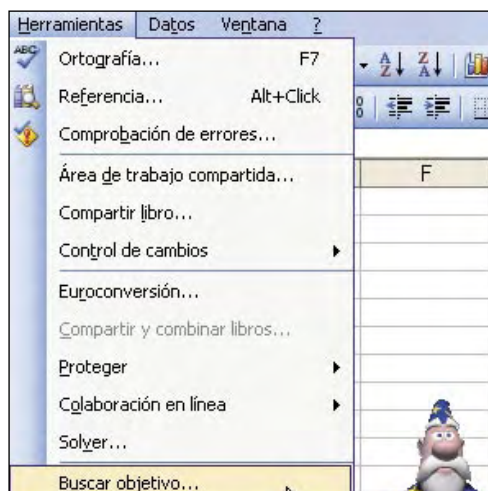 Herramientas Datos Ventana ?
Ortografía... F7
Referencia... Alt+Click
Comprobación de errores...
Área de trabajo compartida...
Compartir libro...
Control de cambios
Euroconversión...
Compartir y combinar libros...
Proteger
Colaboración en línea
Solver...
Buscar objetivo...
ABC
A
Z
Z
A
F